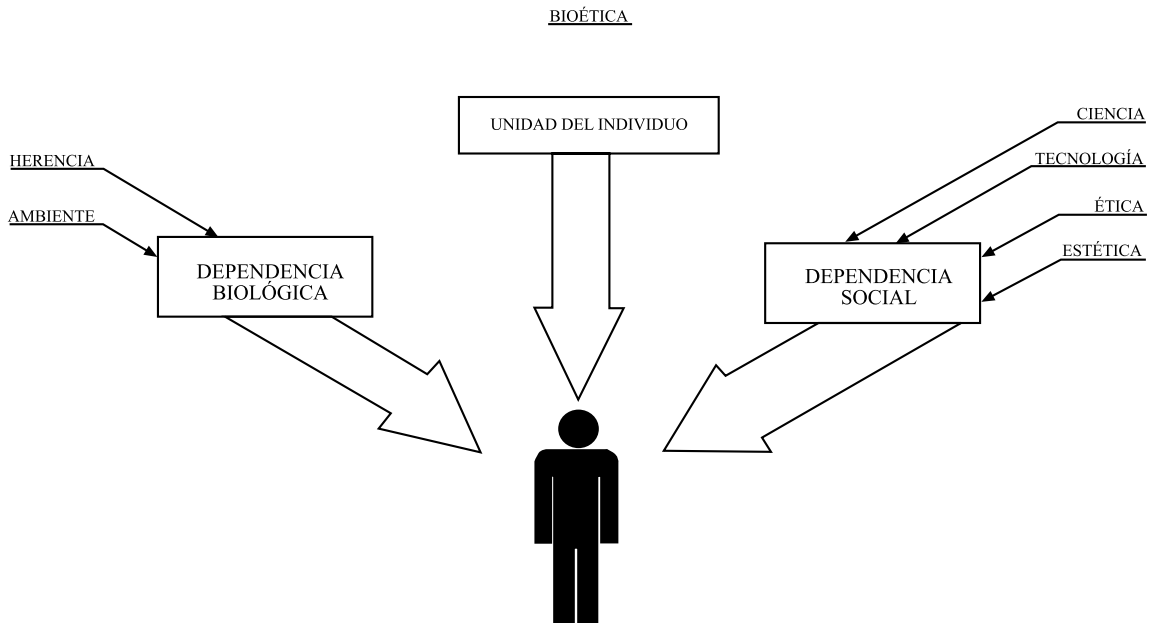 BIOÉTICA
UNIDAD DEL INDIVIDUO
HERENCIA
AMBIENTE
DEPENDENCIA
BIOLÓGICA
CIENCIA
TECNOLOGÍA
ÉTICA
ESTÉTICA
DEPENDENCIA
SOCIAL